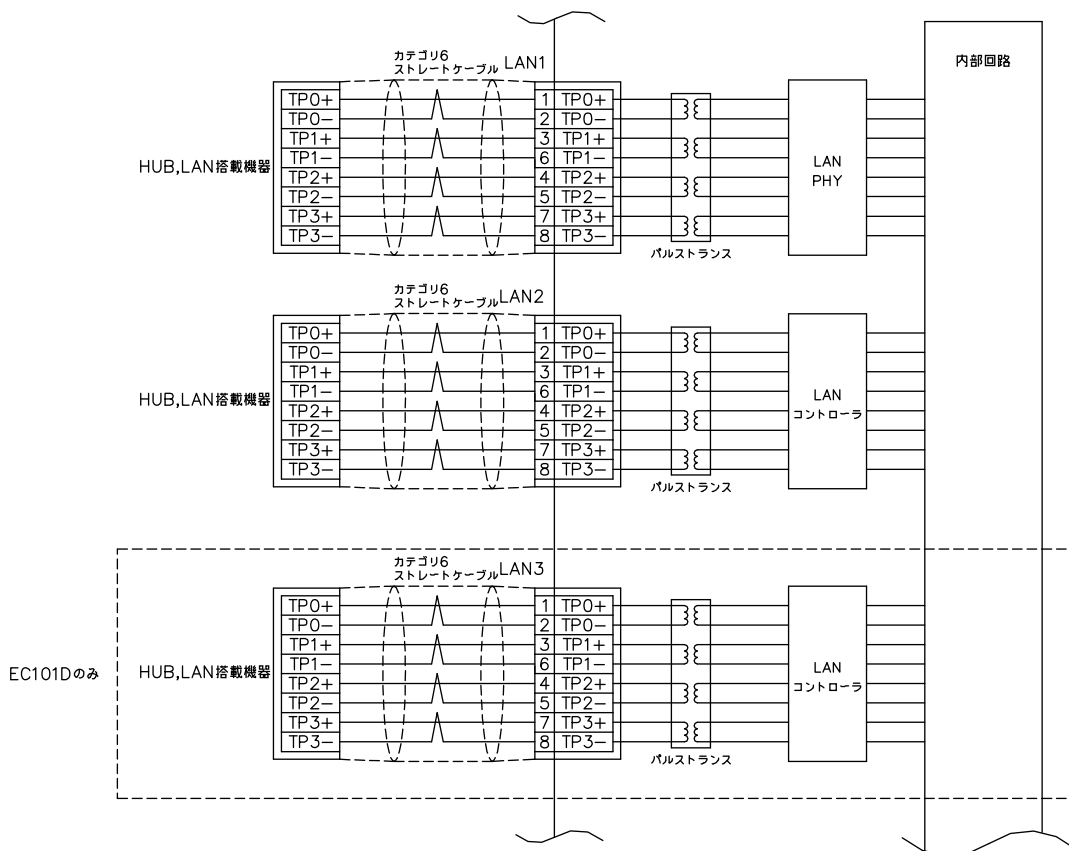 内部回路
カテゴリ6
ストレートケーブル LAN1
HUB,LAN搭載機器
TP0+ 1 TP0+
TP0- 2 TP0-
TP1+ 3 TP1+
TP1- 6 TP1-
TP2+ 4 TP2+
TP2- 5 TP2-
TP3+ 7 TP3+
TP3- 8 TP3-
パルストランス
LAN
PHY
カテゴリ6
ストレートケーブル LAN2
HUB,LAN搭載機器
TP0+ 1 TP0+
TP0- 2 TP0-
TP1+ 3 TP1+
TP1- 6 TP1-
TP2+ 4 TP2+
TP2- 5 TP2-
TP3+ 7 TP3+
TP3- 8 TP3-
パルストランス
LAN
コントローラ
EC101Dのみ
カテゴリ6
ストレートケーブル LAN3
HUB,LAN搭載機器
TP0+ 1 TP0+
TP0- 2 TP0-
TP1+ 3 TP1+
TP1- 6 TP1-
TP2+ 4 TP2+
TP2- 5 TP2-
TP3+ 7 TP3+
TP3- 8 TP3-
パルストランス
LAN
コントローラ